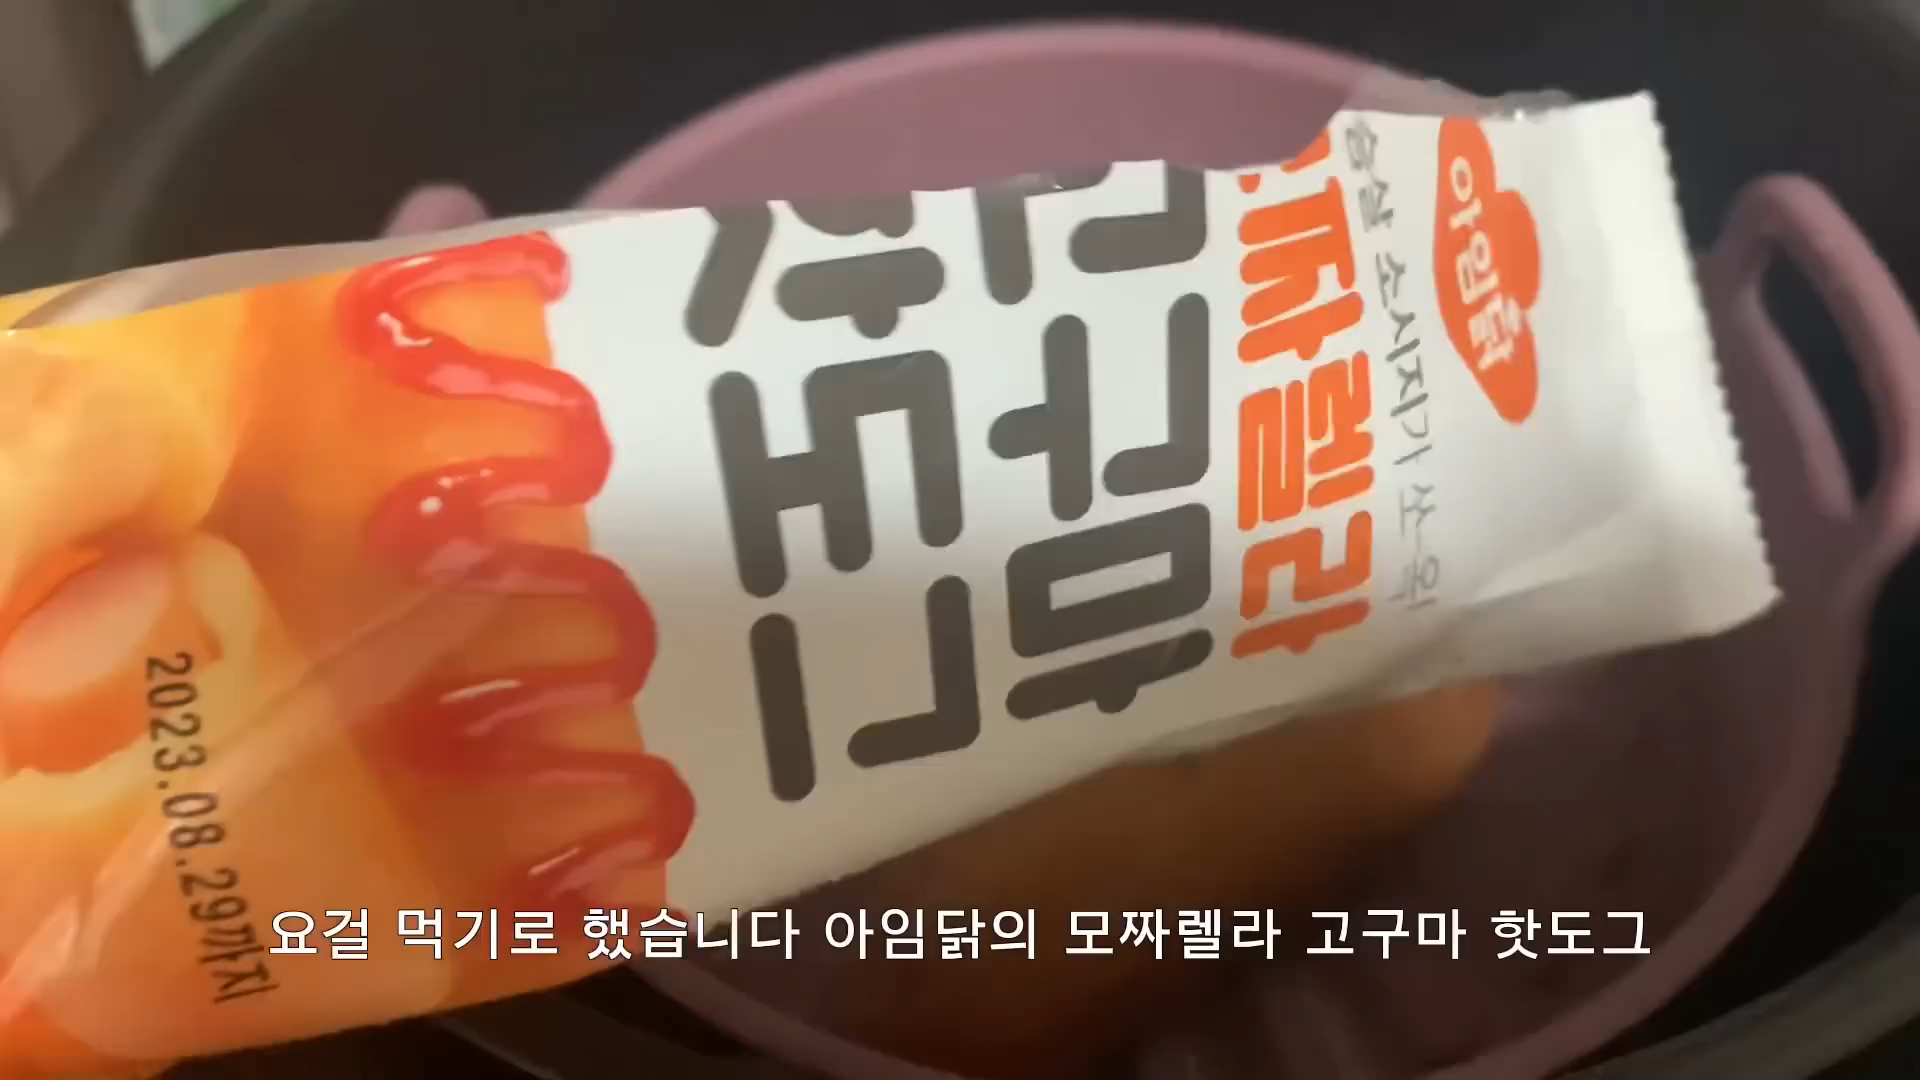 아임닭
슴살 소시지가 쏘-옥!
모짜렐라
고구마
핫도그
2023.08.29까지
요걸 먹기로 했습니다 아임닭의 모짜렐라 고구마 핫도그